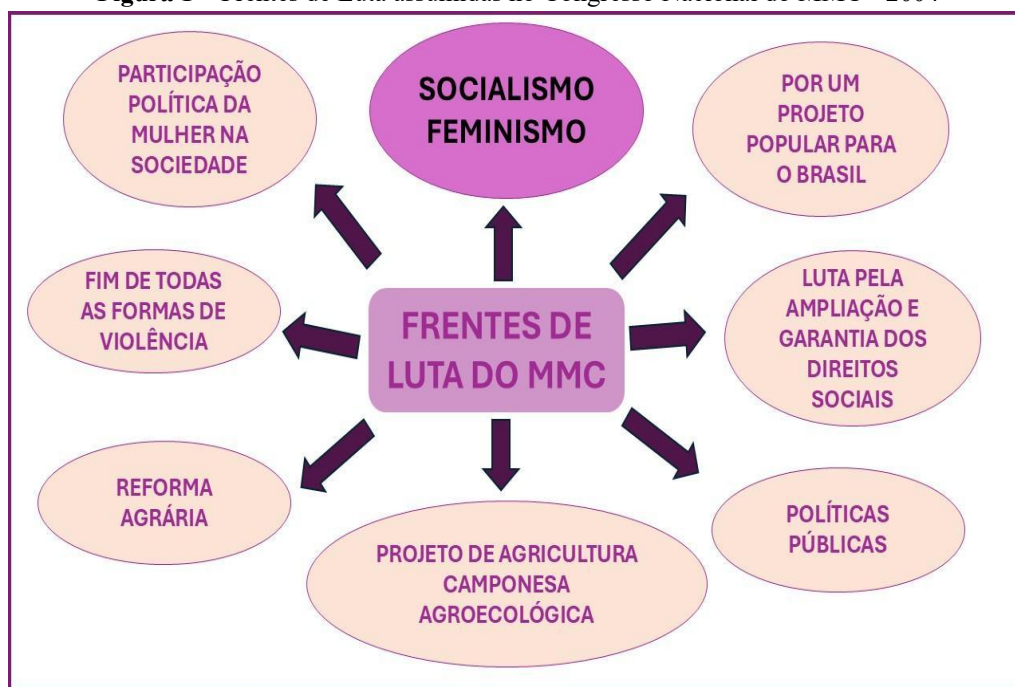 PARTICIPAÇÃO
POLÍTICA DA
MULHER NA
SOCIEDADE
SOCIALISMO
FEMINISMO
POR UM
PROJETO
POPULAR PARA
O BRASIL
FIM DE TODAS
AS FORMAS DE
VIOLÊNCIA
FRENTES DE
LUTA DO MMC
LUTA PELA
AMPLIAÇÃO E
GARANTIA DOS
DIREITOS
SOCIAIS
REFORMA
AGRÁRIA
PROJETO DE AGRICULTURA
CAMPONESA
AGROECOLÓGICA
POLÍTICAS
PÚBLICAS